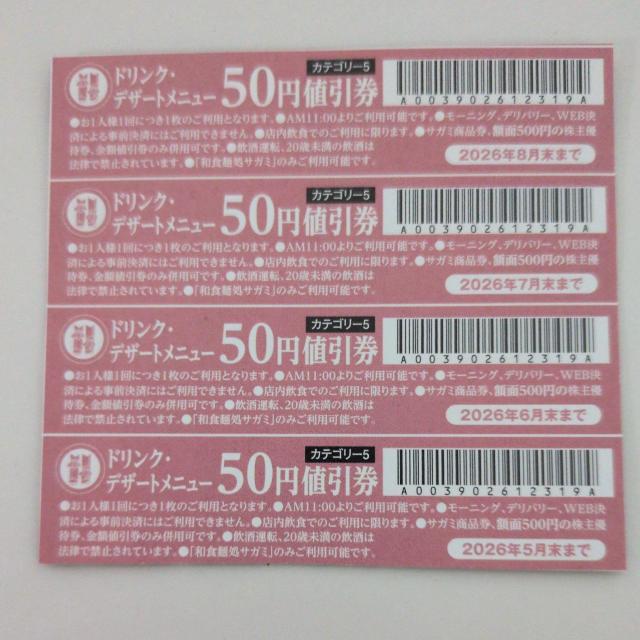 ドリンク・
デザートメニュー
50円値引券
カテゴリー5
A003902612319A
●お1人様1回につき1枚のご利用となります。●AM11:00よりご利用可能です。●モーニング、デリバリー、WEB決
済による事前決済にはご利用できません。●店内飲食でのご利用に限ります。●サガミ商品券、額面500円の株主優
待券、金額値引券のみ併用可です。●飲酒運転、20歳未満の飲酒は
法律で禁止されています。●「和食麺処サガミ」のみご利用可能です。
2026年8月末まで
ドリンク・
デザートメニュー
50円値引券
カテゴリー5
A003902612319A
●お1人様1回につき1枚のご利用となります。●AM11:00よりご利用可能です。●モーニング、デリバリー、WEB決
済による事前決済にはご利用できません。●店内飲食でのご利用に限ります。●サガミ商品券、額面500円の株主優
待券、金額値引券のみ併用可です。●飲酒運転、20歳未満の飲酒は
法律で禁止されています。●「和食麺処サガミ」のみご利用可能です。
2026年7月末まで
ドリンク・
デザートメニュー
50円値引券
カテゴリー5
A003902612319A
●お1人様1回につき1枚のご利用となります。●AM11:00よりご利用可能です。●モーニング、デリバリー、WEB決
済による事前決済にはご利用できません。●店内飲食でのご利用に限ります。●サガミ商品券、額面500円の株主優
待券、金額値引券のみ併用可です。●飲酒運転、20歳未満の飲酒は
法律で禁止されています。●「和食麺処サガミ」のみご利用可能です。
2026年6月末まで
ドリンク・
デザートメニュー
50円値引券
カテゴリー5
A003902612319A
●お1人様1回につき1枚のご利用となります。●AM11:00よりご利用可能です。●モーニング、デリバリー、WEB決
済による事前決済にはご利用できません。●店内飲食でのご利用に限ります。●サガミ商品券、額面500円の株主優
待券、金額値引券のみ併用可です。●飲酒運転、20歳未満の飲酒は
法律で禁止されています。●「和食麺処サガミ」のみご利用可能です。
2026年5月末まで